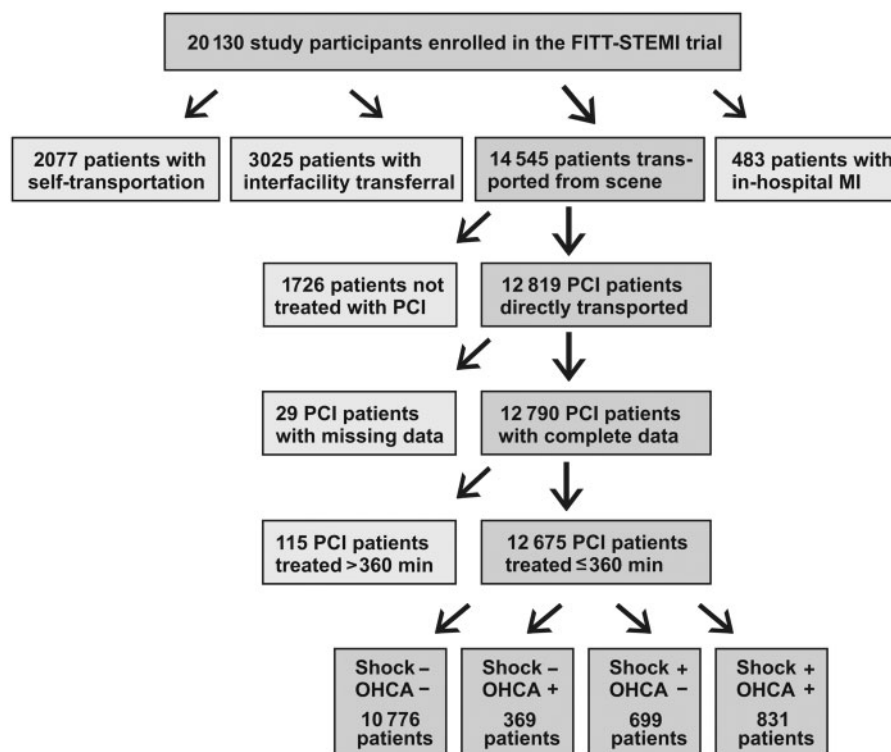 20 130 study participants enrolled in the FITT-STEMI trial
2077 patients with
self-transportation
3025 patients with
interfacility transferral
14 545 patients trans-
ported from scene
483 patients with
in-hospital MI
1726 patients not
treated with PCI
12 819 PCI patients
directly transported
29 PCI patients
with missing data
12 790 PCI patients
with complete data
115 PCI patients
treated >360 min
12 675 PCI patients
treated ≤360 min
Shock –
OHCA –
10 776
patients
Shock –
OHCA +
369
patients
Shock +
OHCA –
699
patients
Shock +
OHCA +
831
patients